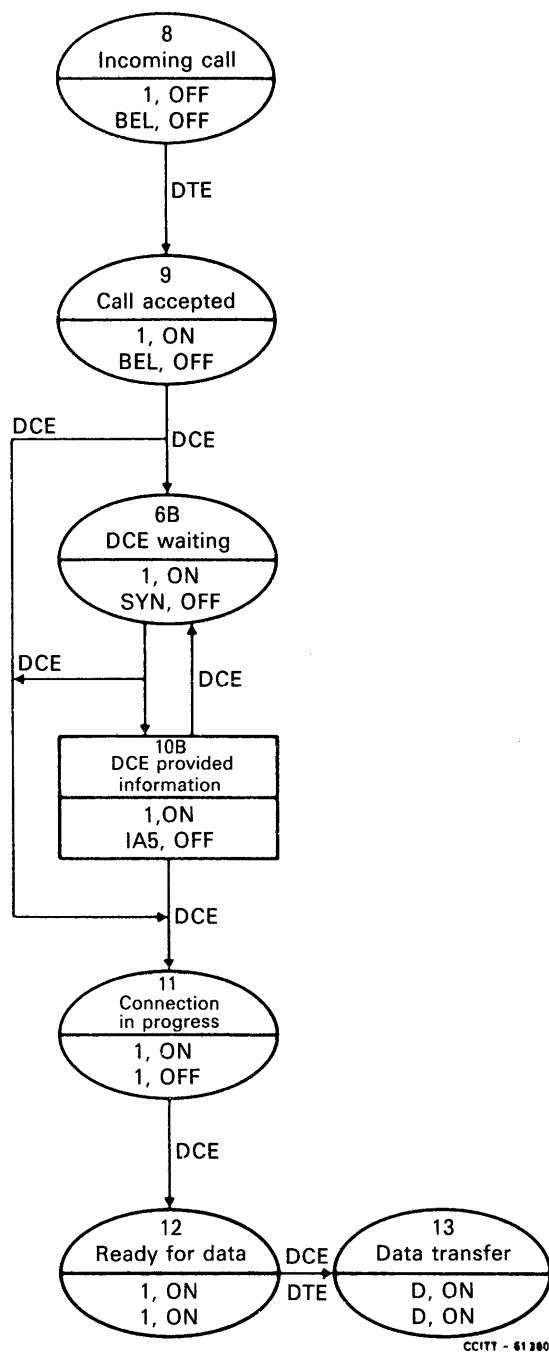 8
Incoming call
1, OFF
BEL, OFF
DTE
9
Call accepted
1, ON
BEL, OFF
DCE
DCE
6B
DCE waiting
1, ON
SYN, OFF
DCE
DCE
10B
DCE provided
information
1,ON
IA5, OFF
DCE
11
Connection
in progress
1, ON
1, OFF
DCE
12
Ready for data
1, ON
1, ON
DCE
DTE
13
Data transfer
D, ON
D, ON
CCITT - 61 360